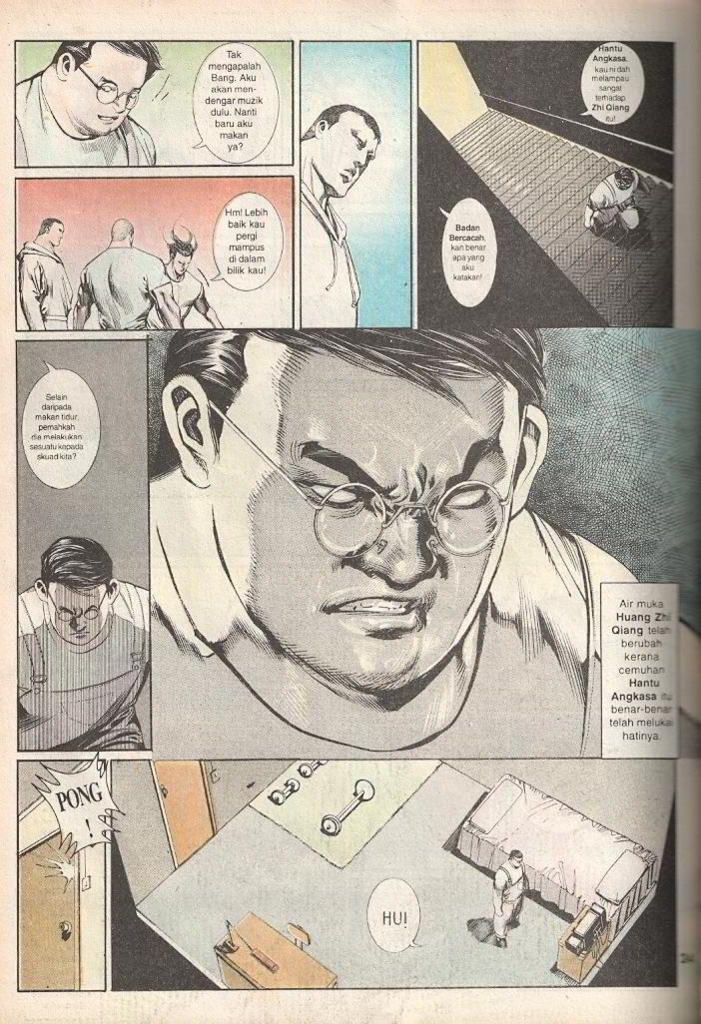 Tak
mengapalah
Bang. Aku
akan men-
dengar muzik
dulu. Nanti
baru aku
makan
ya?
Hm! Lebih
baik kau
pergi
mampus
di dalam
bilik kau!
Hantu
Angkasa,
kau ni dah
melampau
sangat
terhadap
Zhi Qiang
itu!
Badan
Bercacah,
kan benar
apa yang
aku
katakan!
Selain
daripada
makan tidur,
pernahkah
dia melakukan
sesuatu kepada
skuad kita?
Air muka
Huang Zhi
Qiang telah
berubah
kerana
cemuhan
Hantu
Angkasa itu
benar-benar
telah melukai
hatinya.
PONG
!
HUI!